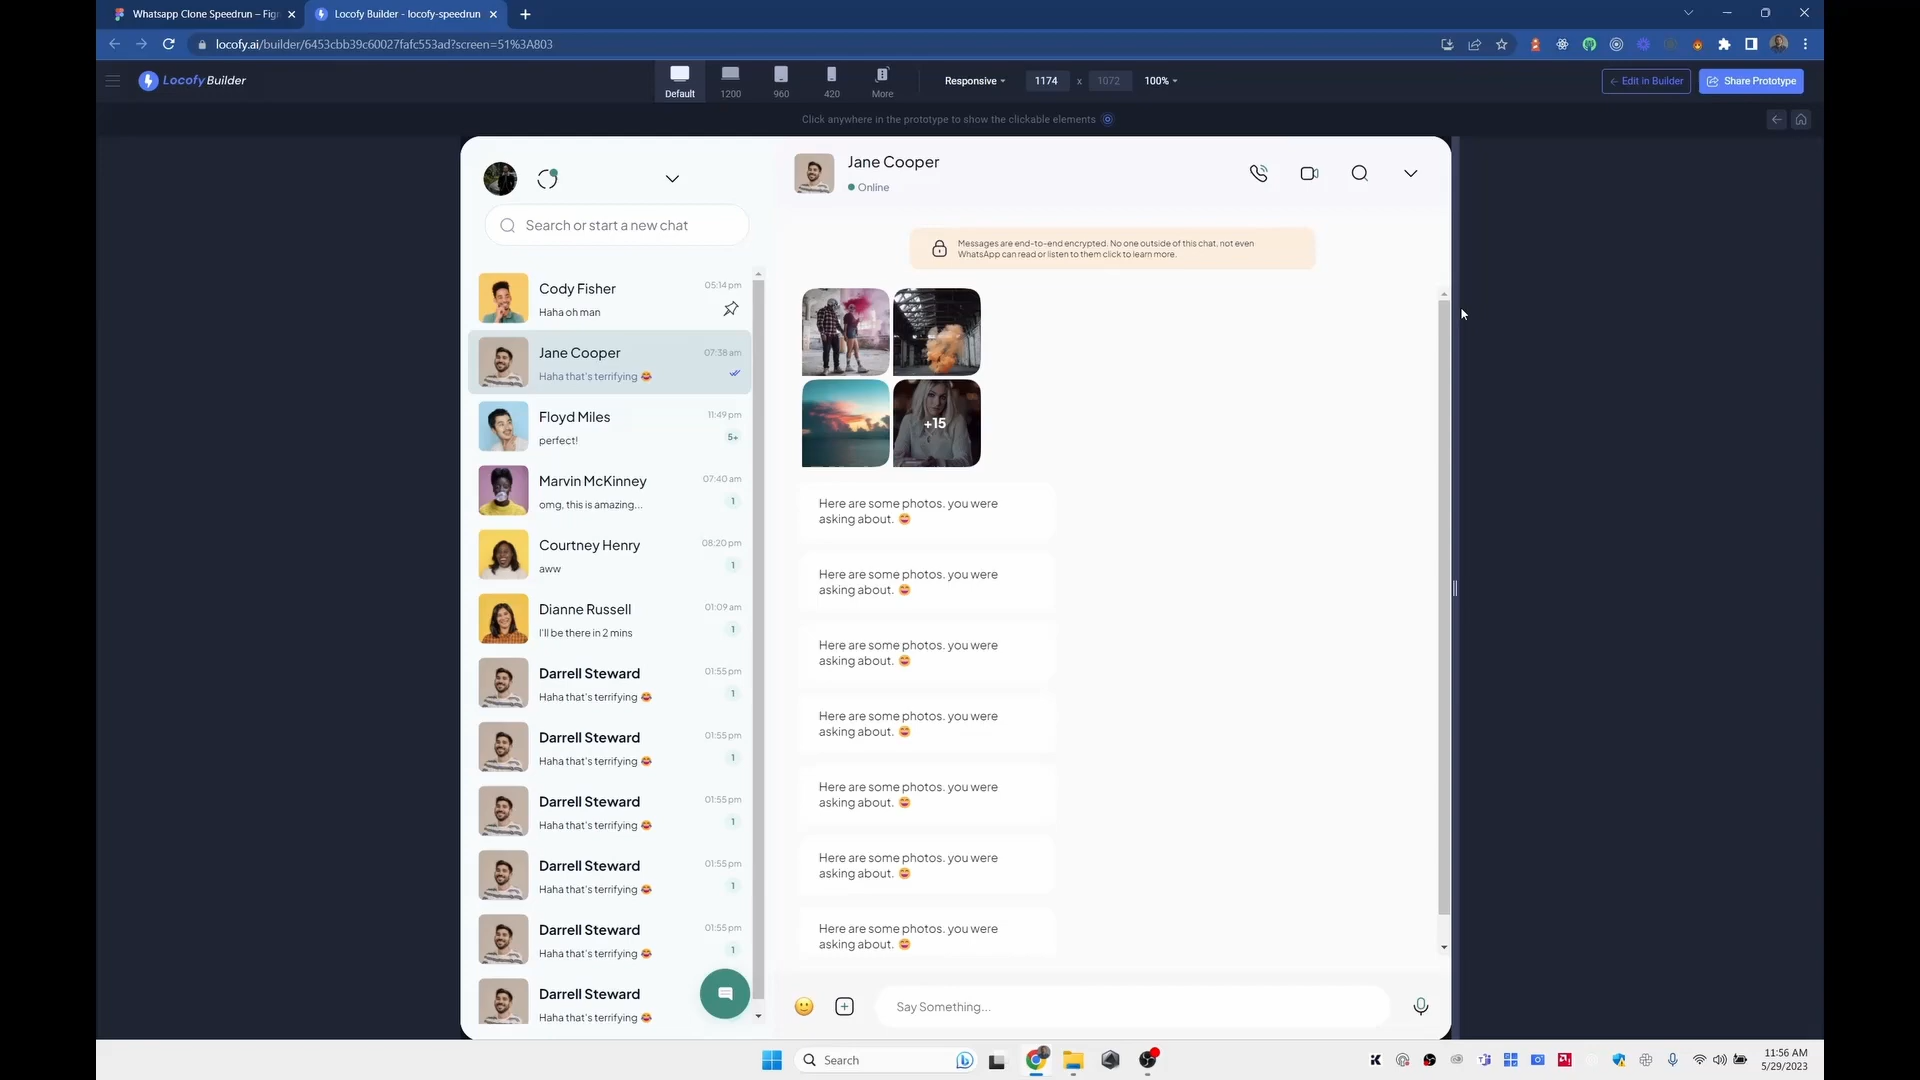 Whatsapp Clone Speedrun – Fig
Locofy Builder - locofy-speedrun
locofy.ai/builder/6453cbb39c60027fafc553ad?screen=51%3A803
Locofy Builder
Default
1200
960
420
More
Responsive
1174
x
1072
100%
← Edit in Builder
Share Prototype
Click anywhere in the prototype to show the clickable elements
Search or start a new chat
Cody Fisher
05:14 pm
Haha oh man
Jane Cooper
07:38 am
Haha that's terrifying 😂
Floyd Miles
11:49 pm
perfect!
5+
Marvin McKinney
07:40 am
omg, this is amazing...
1
Courtney Henry
08:20 pm
aww
1
Dianne Russell
01:09 am
I'll be there in 2 mins
1
Darrell Steward
01:55 pm
Haha that's terrifying 😂
1
Darrell Steward
01:55 pm
Haha that's terrifying 😂
1
Darrell Steward
01:55 pm
Haha that's terrifying 😂
1
Darrell Steward
01:55 pm
Haha that's terrifying 😂
1
Darrell Steward
01:55 pm
Haha that's terrifying 😂
1
Darrell Steward
Haha that's terrifying 😂
Jane Cooper
Online
Messages are end-to-end encrypted. No one outside of this chat, not even
WhatsApp can read or listen to them click to learn more.
+15
Here are some photos. you were
asking about. 😄
Here are some photos. you were
asking about. 😄
Here are some photos. you were
asking about. 😄
Here are some photos. you were
asking about. 😄
Here are some photos. you were
asking about. 😄
Here are some photos. you were
asking about. 😄
Here are some photos. you were
asking about. 😄
Say Something...
Search
11:56 AM
5/29/2023